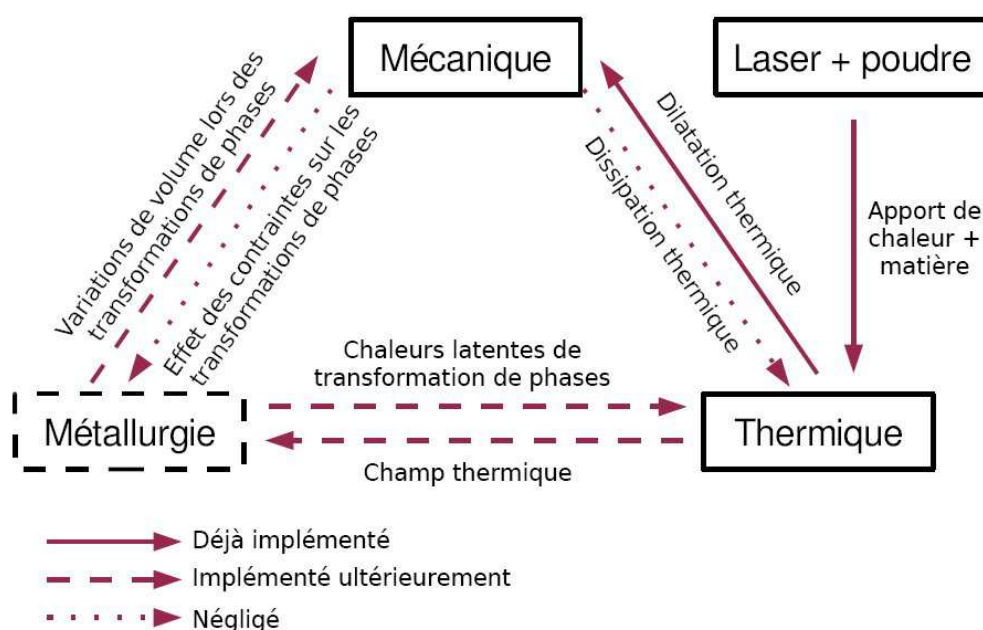 Mécanique
Laser + poudre
Variations de volume lors des
transformations de phases
Effet des contraintes sur les
transformations de phases
Dilatation thermique
Dissipation thermique
Apport de
chaleur +
matière
Chaleurs latentes de
transformation de phases
Métallurgie
Thermique
Champ thermique
Déjà implémenté
Implémenté ultérieurement
Négligé